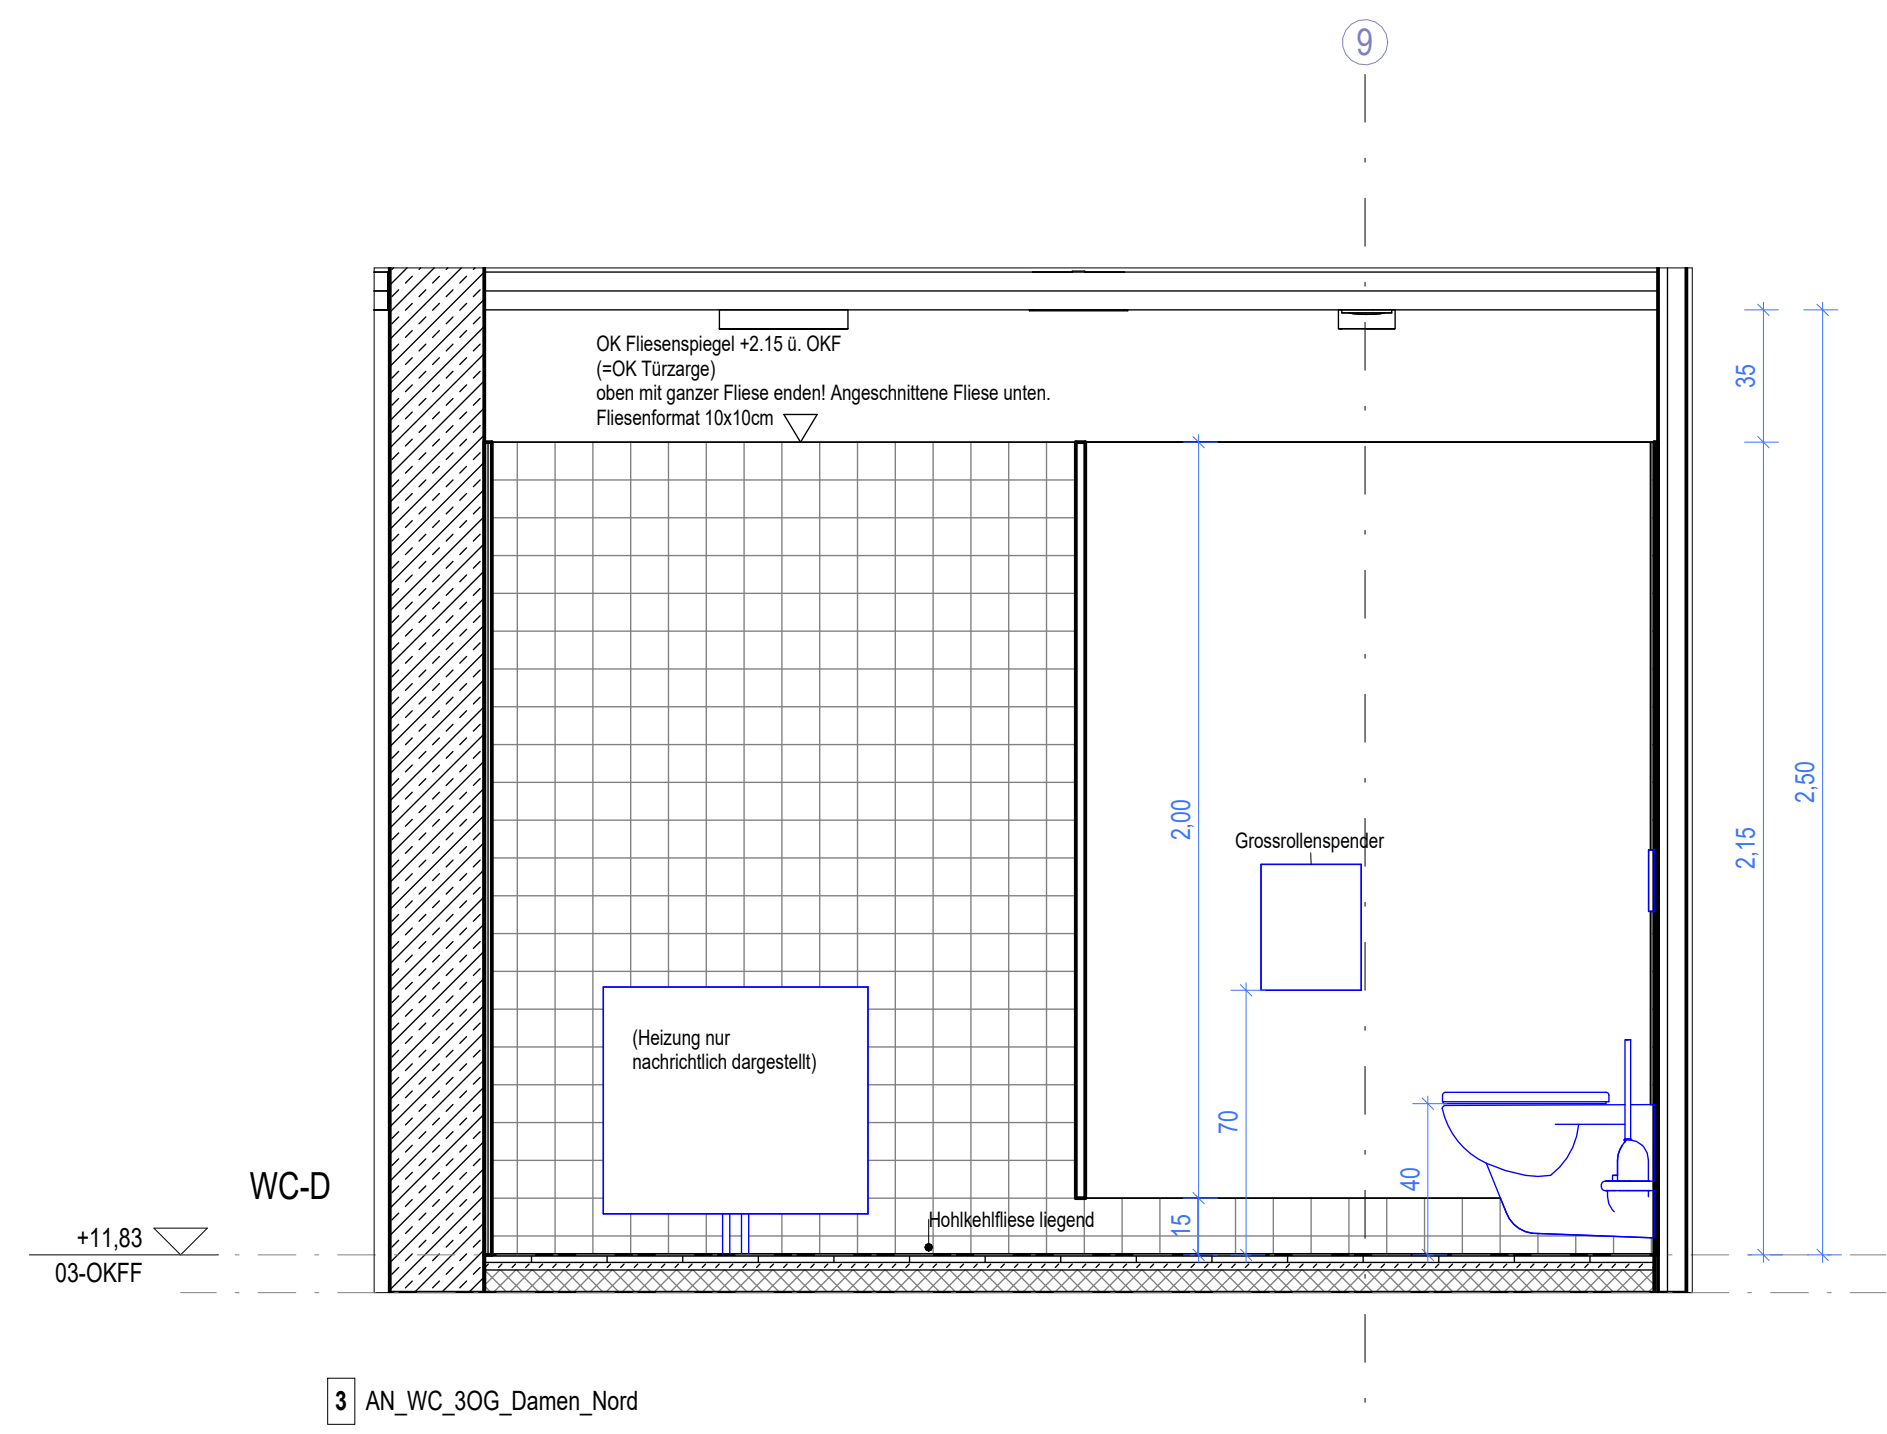 9
OK Fliesenspiegel +2.15 ü. OKF
(=OK Türzarge)
oben mit ganzer Fliese enden! Angeschnittene Fliese unten.
Fliesenformat 10x10cm
35
2,50
2,00
2,15
Grossrollenspender
(Heizung nur
nachrichtlich dargestellt)
70
40
WC-D
Hohlkehlfliese liegend
15
+11,83
03-OKFF
3 AN_WC_3OG_Damen_Nord